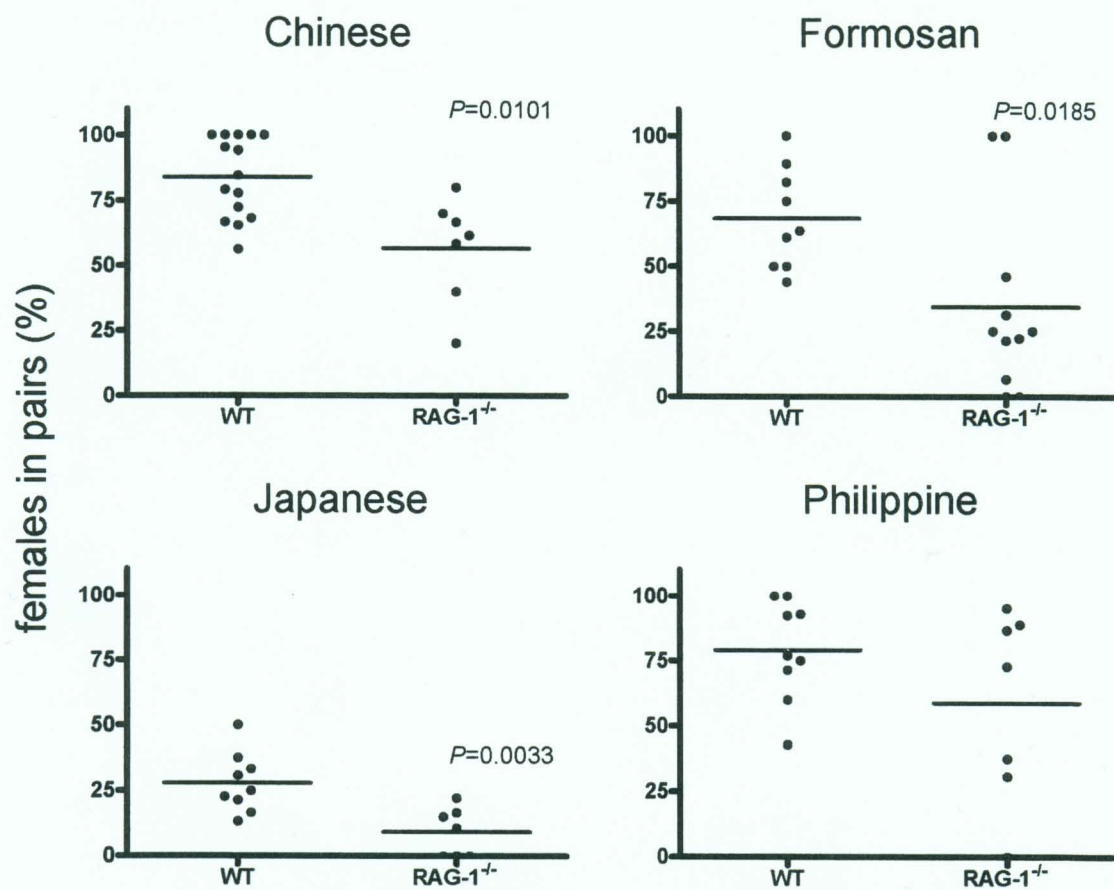 Chinese
P=0.0101
100
75
50
25
0
WT
RAG-1-/-
Formosan
P=0.0185
100
75
50
25
0
WT
RAG-1-/-
females in pairs (%)
Japanese
P=0.0033
100
75
50
25
0
WT
RAG-1-/-
Philippine
100
75
50
25
0
WT
RAG-1-/-